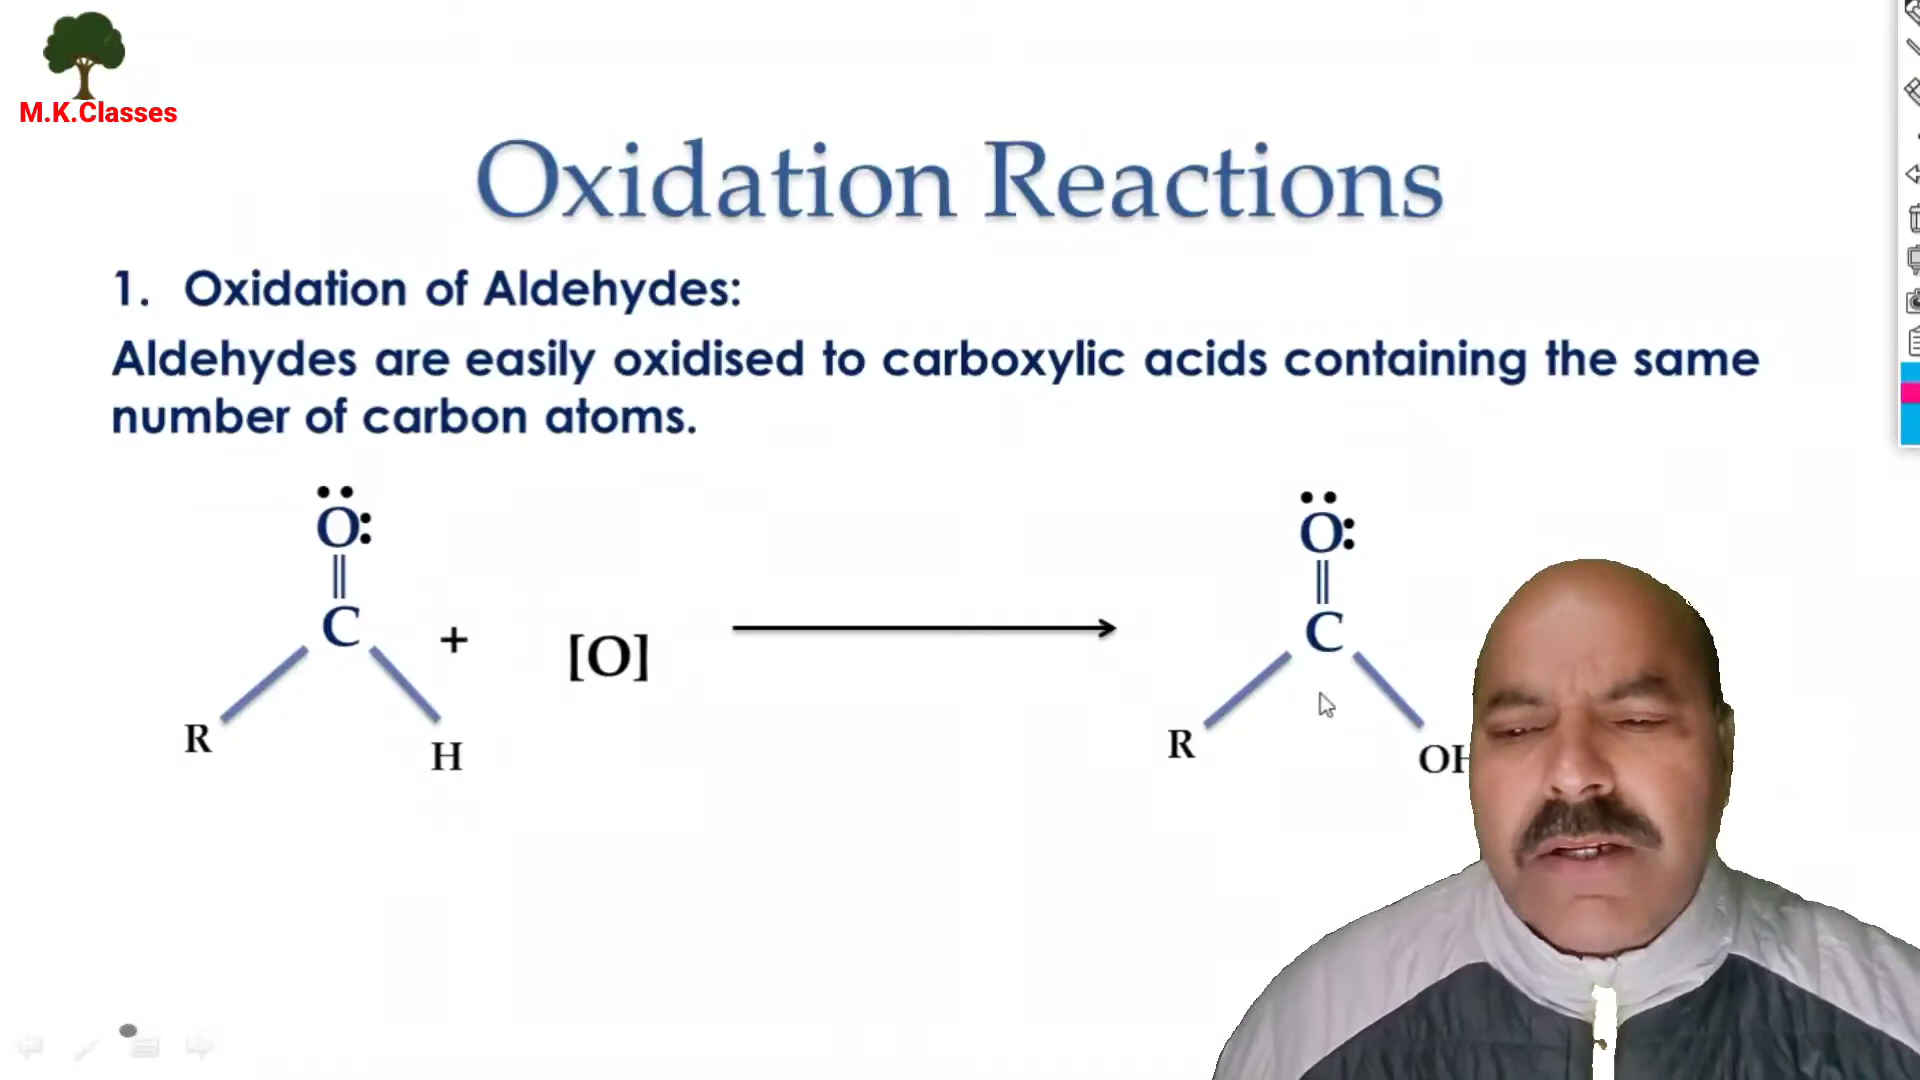 M.K.Classes
Oxidation Reactions
1. Oxidation of Aldehydes:
Aldehydes are easily oxidised to carboxylic acids containing the same
number of carbon atoms.
O
O
C
C
+
[O]
R
H
R
OH